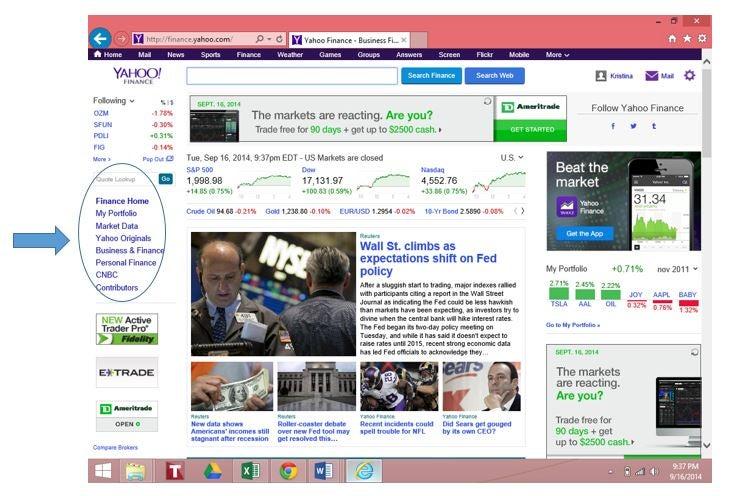 http://finance.yahoo.com/
Yahoo Finance - Business Fi...
Home Mail News Sports Finance Weather Games Groups Answers Screen Flickr Mobile More
YAHOO!
FINANCE
Search Finance
Search Web
Kristina
Mail
Following
% | $
OZM -1.78%
SFUN -0.30%
PDLI +0.31%
FIG -0.14%
More »
Pop Out
Quote Lookup
Go
Finance Home
My Portfolio
Market Data
Yahoo Originals
Business & Finance
Personal Finance
CNBC
Contributors
NEW Active
Trader Pro®
Fidelity
E*TRADE
TD Ameritrade
OPEN
Compare Brokers
SEPT. 16, 2014
The markets are reacting. Are you?
Trade free for 90 days + get up to $2500 cash.
TD Ameritrade
GET STARTED
Tue, Sep 16, 2014, 9:37pm EDT - US Markets are closed
U.S.
S&P 500
1,998.98
+14.85 (0.75%)
Dow
17,131.97
+100.83 (0.59%)
Nasdaq
4,552.76
+33.86 (0.75%)
Crude Oil 94.68 -0.21% Gold 1,238.80 -0.10% EUR/USD 1.2954 -0.02% 10-Yr Bond 2.5890 -0.08%
NYSE
Reuters
Wall St. climbs as
expectations shift on Fed
policy
After a sluggish start to trading, major indexes rallied
with participants citing a report in the Wall Street
Journal as indicating the Fed could be less hawkish
than markets have been expecting, as investors try to
divine when the central bank will hike interest rates.
The Fed began its two-day policy meeting on
Tuesday, and while it has said it doesn't expect to
raise rates until 2015, recent strong economic data
has led Fed officials to acknowledge they...
Reuters
New data shows
Americans' incomes still
stagnant after recession
Reuters
Roller-coaster debate
over new Fed tool may
get resolved this...
Yahoo Finance
Recent incidents could
spell trouble for NFL
sears
Yahoo Finance
Did Sears get gouged
by its own CEO?
Follow Yahoo Finance
Beat the
market
Yahoo
Finance
Get the App
31.34
My Portfolio +0.71% nov 2011
2.71% 2.45% 2.22%
JOY AAPL BABY
TSLA AAL OIL 0.32% 0.76% 1.32%
Go to My Portfolio »
SEPT. 16, 2014
The markets
are reacting.
Are you?
Trade free for
90 days + get
up to $2500 cash.
9:37 PM
9/16/2014